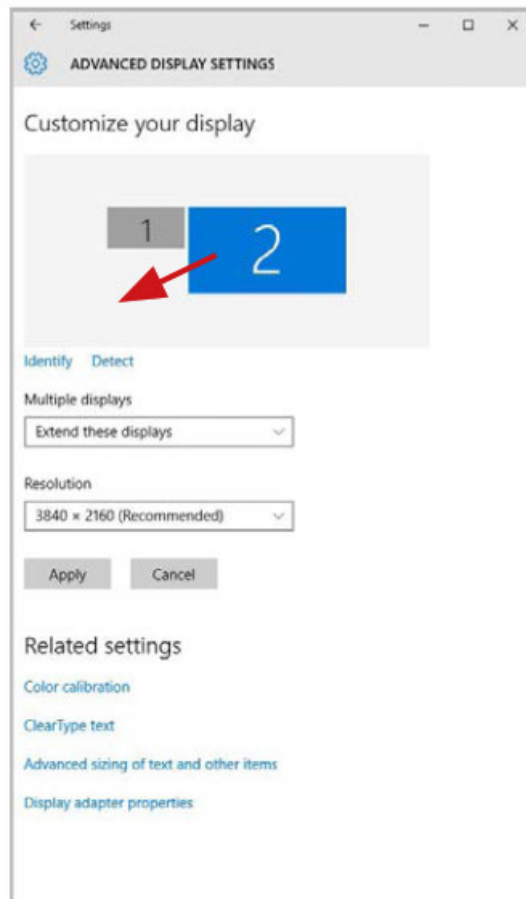 Settings
ADVANCED DISPLAY SETTINGS
Customize your display
1
2
Identify Detect
Multiple displays
Extend these displays
Resolution
3840 × 2160 (Recommended)
Apply Cancel
Related settings
Color calibration
ClearType text
Advanced sizing of text and other items
Display adapter properties